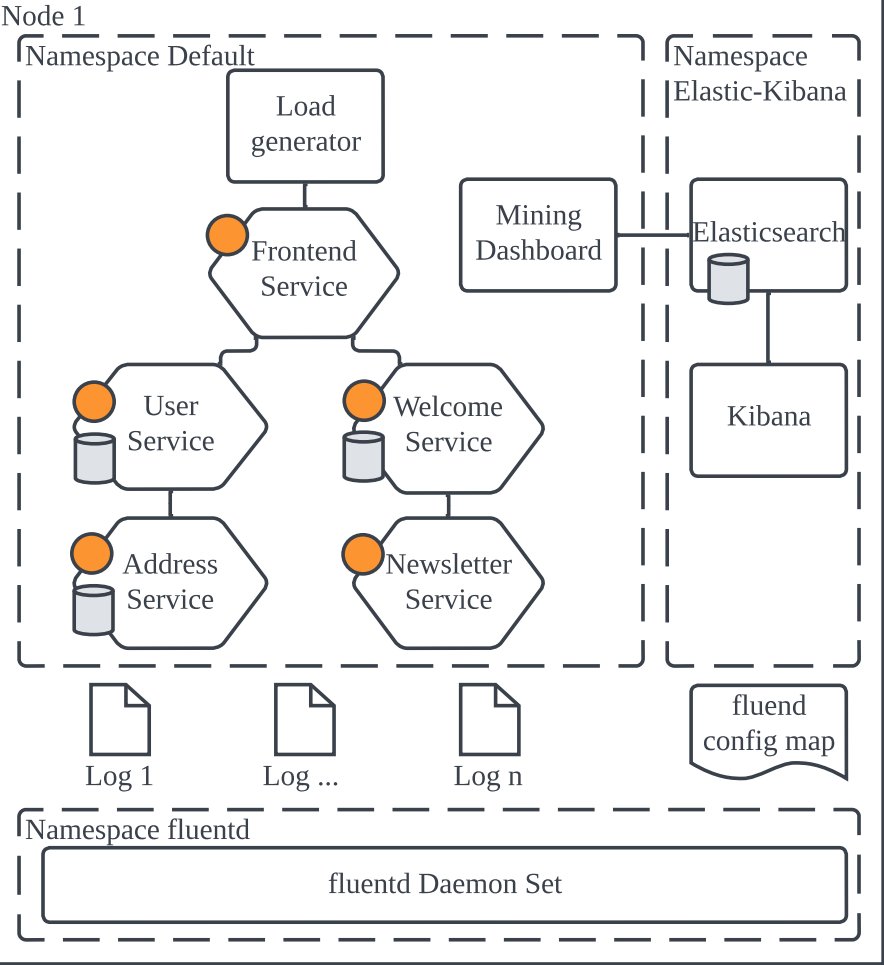 Node 1
Namespace Default
Namespace
Elastic-Kibana
Load
generator
Mining
Dashboard
Elasticsearch
Frontend
Service
User
Service
Welcome
Service
Kibana
Address
Service
Newsletter
Service
Log 1
Log ...
Log n
fluend
config map
Namespace fluentd
fluentd Daemon Set